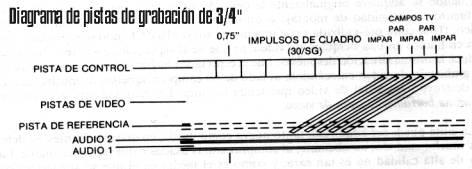 Diagrama de pistas de grabación de 3/4"
CAMPOS TV
0,75" IMPULSOS DE CUADRO PAR PAR
(30/SG) IMPAR IMPAR IMPAR
PISTA DE CONTROL
PISTAS DE VIDEO
PISTA DE REFERENCIA
AUDIO 2
AUDIO 1